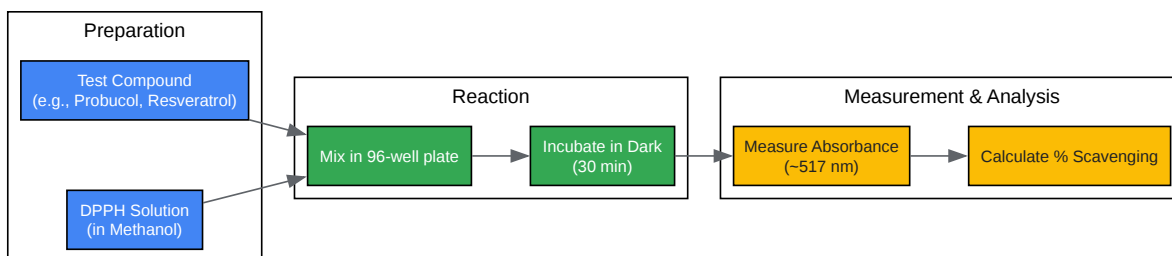 Preparation
Test Compound
(e.g., Probucol, Resveratrol)
DPPH Solution
(in Methanol)
Reaction
Mix in 96-well plate
Incubate in Dark
(30 min)
Measurement & Analysis
Measure Absorbance
(~517 nm)
Calculate % Scavenging